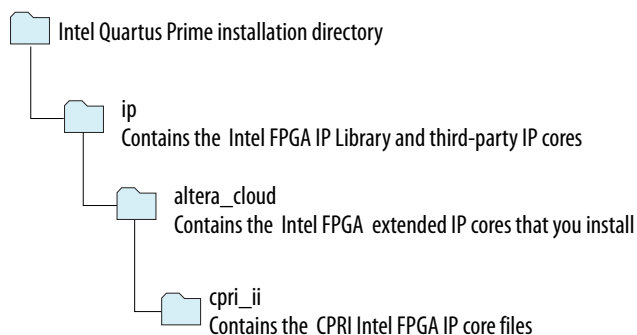 Intel Quartus Prime installation directory
ip
Contains the Intel FPGA IP Library and third-party IP cores
altera_cloud
Contains the Intel FPGA extended IP cores that you install
cpri_ii
Contains the CPRI Intel FPGA IP core files